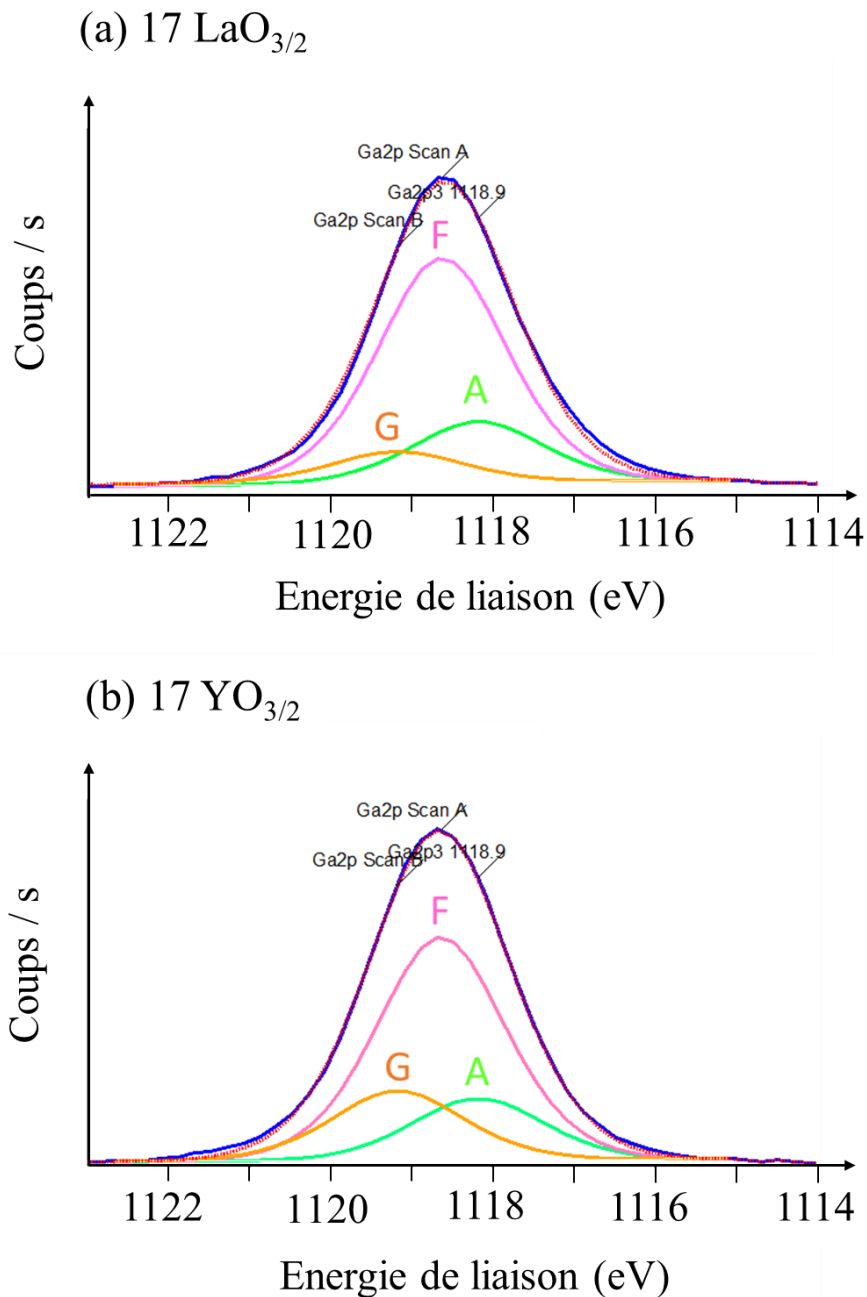 (a) 17 LaO3/2
Ga2p Scan A
Ga2p3 1118.9
Ga2p Scan B
F
A
G
Coups / s
1122 1120 1118 1116 1114
Energie de liaison (eV)
(b) 17 YO3/2
Ga2p Scan A
Ga2p Scan B
Ga2p3 1118.9
F
G A
Coups / s
1122 1120 1118 1116 1114
Energie de liaison (eV)